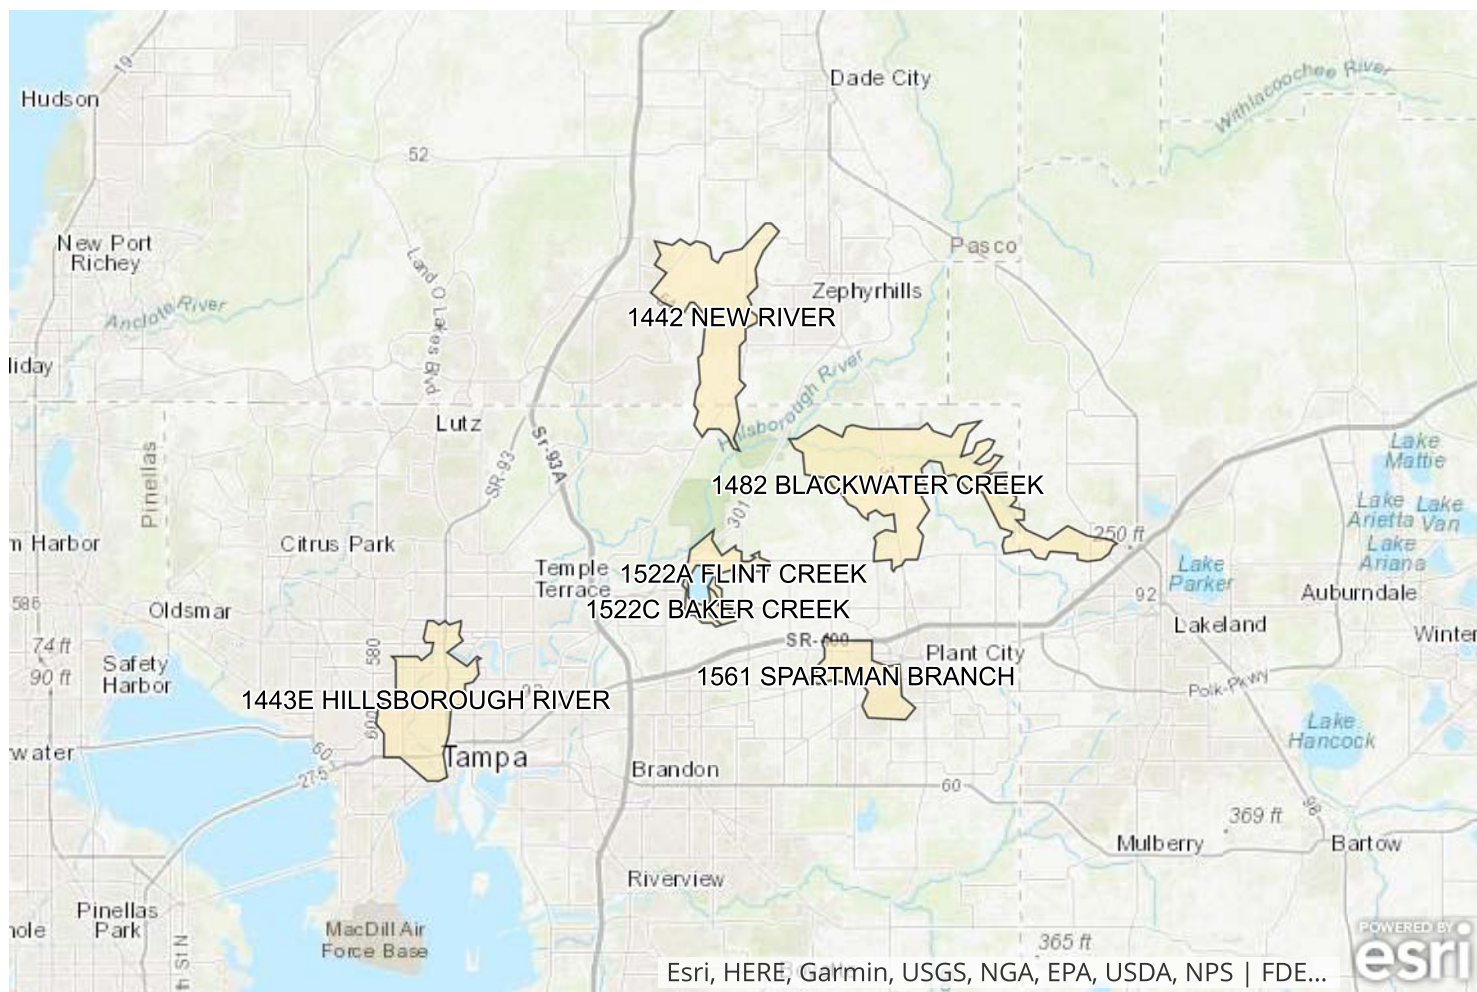 Dade City
Withlacoochee River
19
Hudson
52
New Port
Richey
Pasco
Land O Lakes Blvd
Zephyrhills
Anclote River
1442 NEW RIVER
liday
Hillsborough River
Lutz
Sr-93A
SR-93
Lake
Mattie
Pinellas
1482 BLACKWATER CREEK
301
Lake
Arietta
Lake
Van
250 ft
m Harbor
Citrus Park
Lake
Ariana
Temple
Terrace
1522A FLINT CREEK
Lake
Parker
92
Auburndale
586
Oldsmar
1522C BAKER CREEK
Lakeland
Winter
74 ft
580
SR-400
Plant City
Safety
Harbor
90 ft
1561 SPARTMAN BRANCH
Polk-Pkwy
92
1443E HILLSBOROUGH RIVER
600
Lake
Hancock
rwater
60
275
Tampa
Brandon
60
98
369 ft
Mulberry
Bartow
Riverview
Pinellas
Park
nole
MacDill Air
Force Base
4 St N
365 ft
POWERED BY
esri
Esri, HERE, Garmin, USGS, NGA, EPA, USDA, NPS | FDE...